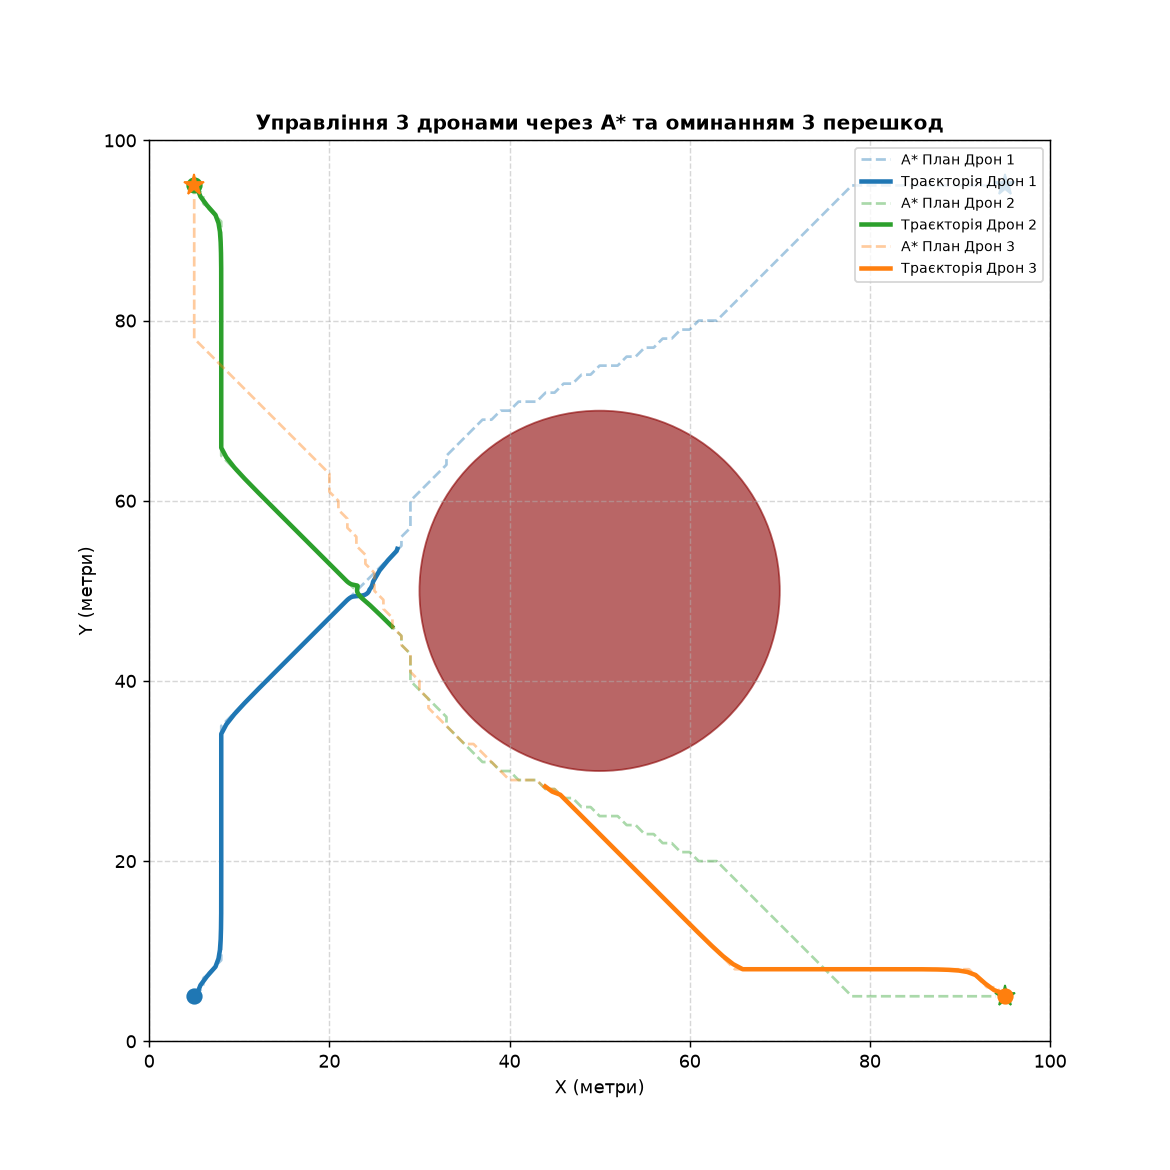 Управління 3 дронами через A* та оминанням 3 перешкод
100
80
60
40
20
0
Y (метри)
A* План Дрон 1
Траєкторія Дрон 1
A* План Дрон 2
Траєкторія Дрон 2
A* План Дрон 3
Траєкторія Дрон 3
0 20 40 60 80 100
X (метри)